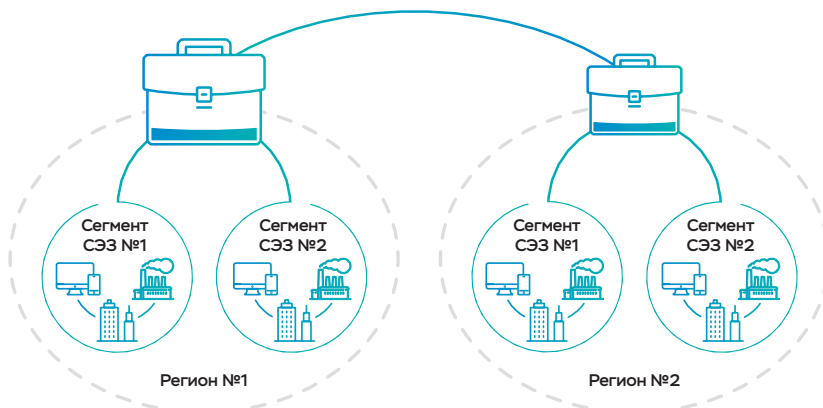 Сегмент
СЭЗ №1
Сегмент
СЭЗ №2
Регион №1
Сегмент
СЭЗ №1
Сегмент
СЭЗ №2
Регион №2